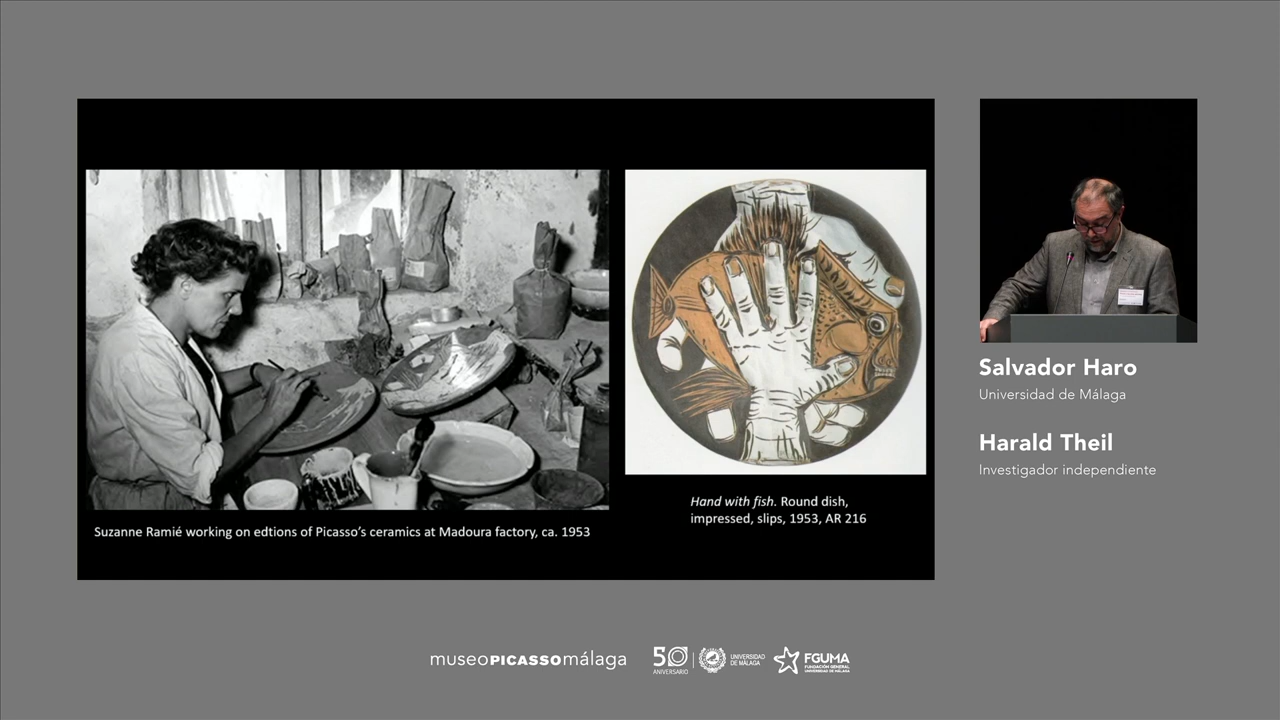 Suzanne Ramié working on edtions of Picasso's ceramics at Madoura factory, ca. 1953
Hand with fish. Round dish,
impressed, slips, 1953, AR 216
Salvador Haro
Universidad de Málaga
Harald Theil
Investigador independiente
museoPICASSOmálaga
50
ANIVERSARIO
UNIVERSIDAD
DE MÁLAGA
FGUMA
FUNDACIÓN GENERAL
UNIVERSIDAD DE MÁLAGA